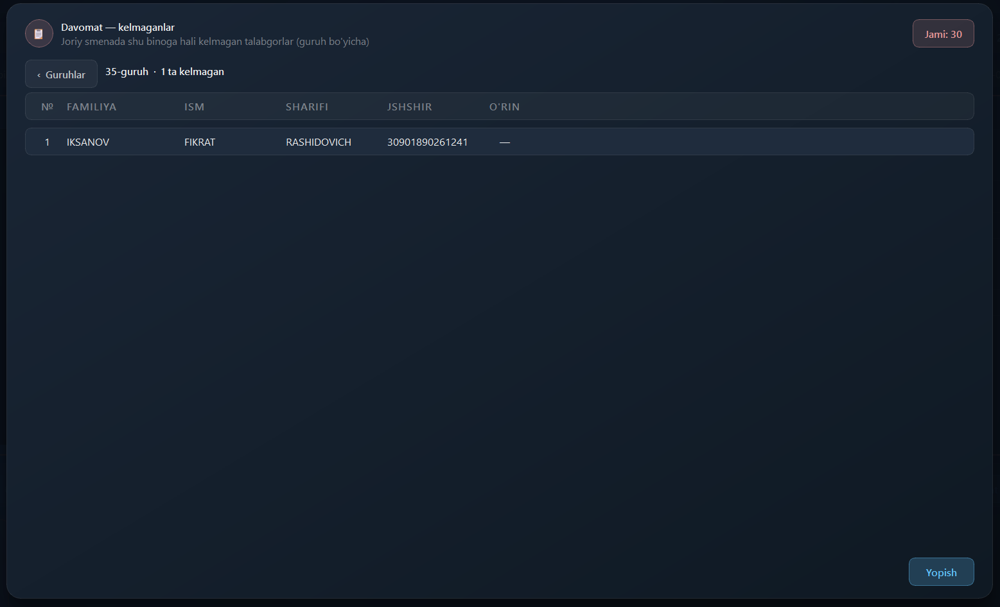 Davomat — kelmaganlar
Joriy smenada shu binoga hali kelmagan talabgorlar (guruh bo'yicha)
Jami: 30
‹ Guruhlar
35-guruh · 1 ta kelmagan
№ FAMILIYA ISM SHARIFI JSHSHIR O'RIN
1 IKSANOV FIKRAT RASHIDOVICH 30901890261241 —
Yopish